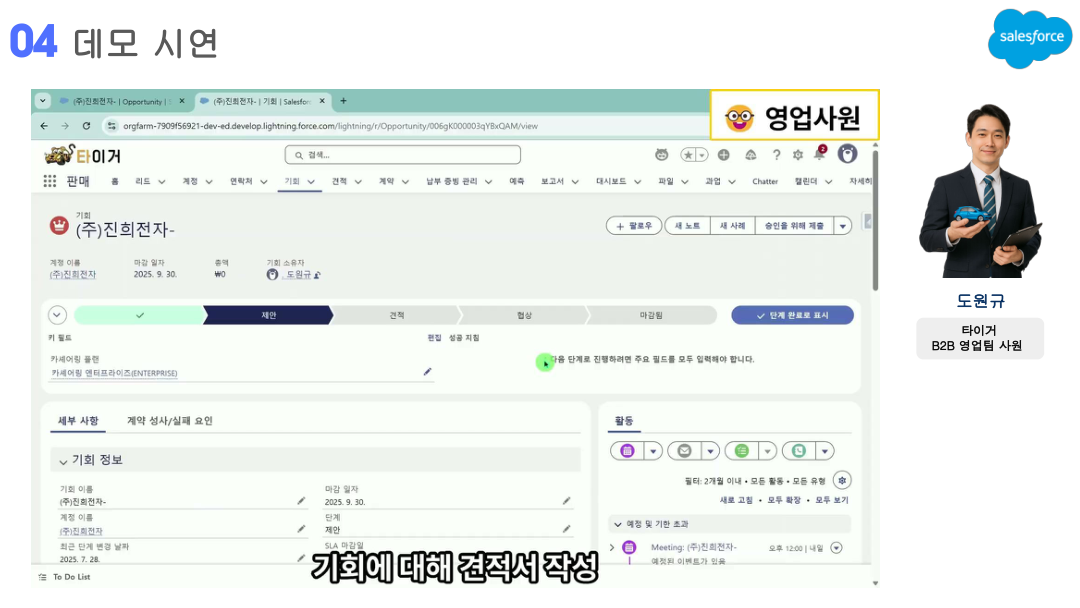 04 데모 시연
salesforce
(주)진희전자- | Opportunity |
(주)진희전자- | 기회 | Salesfor
orgfarm-7909f56921-dev-ed.develop.lightning.force.com/lightning/r/Opportunity/006gK000003qYBxQAM/view
영업사원
타이거
검색...
판매
홈
리드
계정
연락처
기회
견적
계약
납부 증빙 관리
예측
보고서
대시보드
파일
과업
Chatter
캘린더
자세히
2
기회
(주)진희전자-
+ 팔로우
새 노트
새 사례
승인을 위해 제출
계정 이름
마감 일자
총액
기회 소유자
(주)진희전자
2025. 9. 30.
₩0
도원규
제안
견적
협상
마감됨
단계 완료로 표시
키 필드
편집
성공 지침
카셰어링 플랜
카셰어링 엔터프라이즈(ENTERPRISE)
다음 단계로 진행하려면 주요 필드를 모두 입력해야 합니다.
세부 사항
계약 성사/실패 요인
활동
기회 정보
기회 이름
(주)진희전자-
마감 일자
2025. 9. 30.
계정 이름
(주)진희전자
단계
제안
최근 단계 변경 날짜
2025. 7. 28.
SLA 마감일
필터: 2개월 이내 • 모든 활동 • 모든 유형
새로 고침 • 모두 확장 • 모두 보기
예정 및 기한 초과
Meeting: (주)진희전자-
오후 12:00 | 내일
예정된 이벤트가 있음
To Do List
기회에 대해 견적서 작성
도원규
타이거
B2B 영업팀 사원